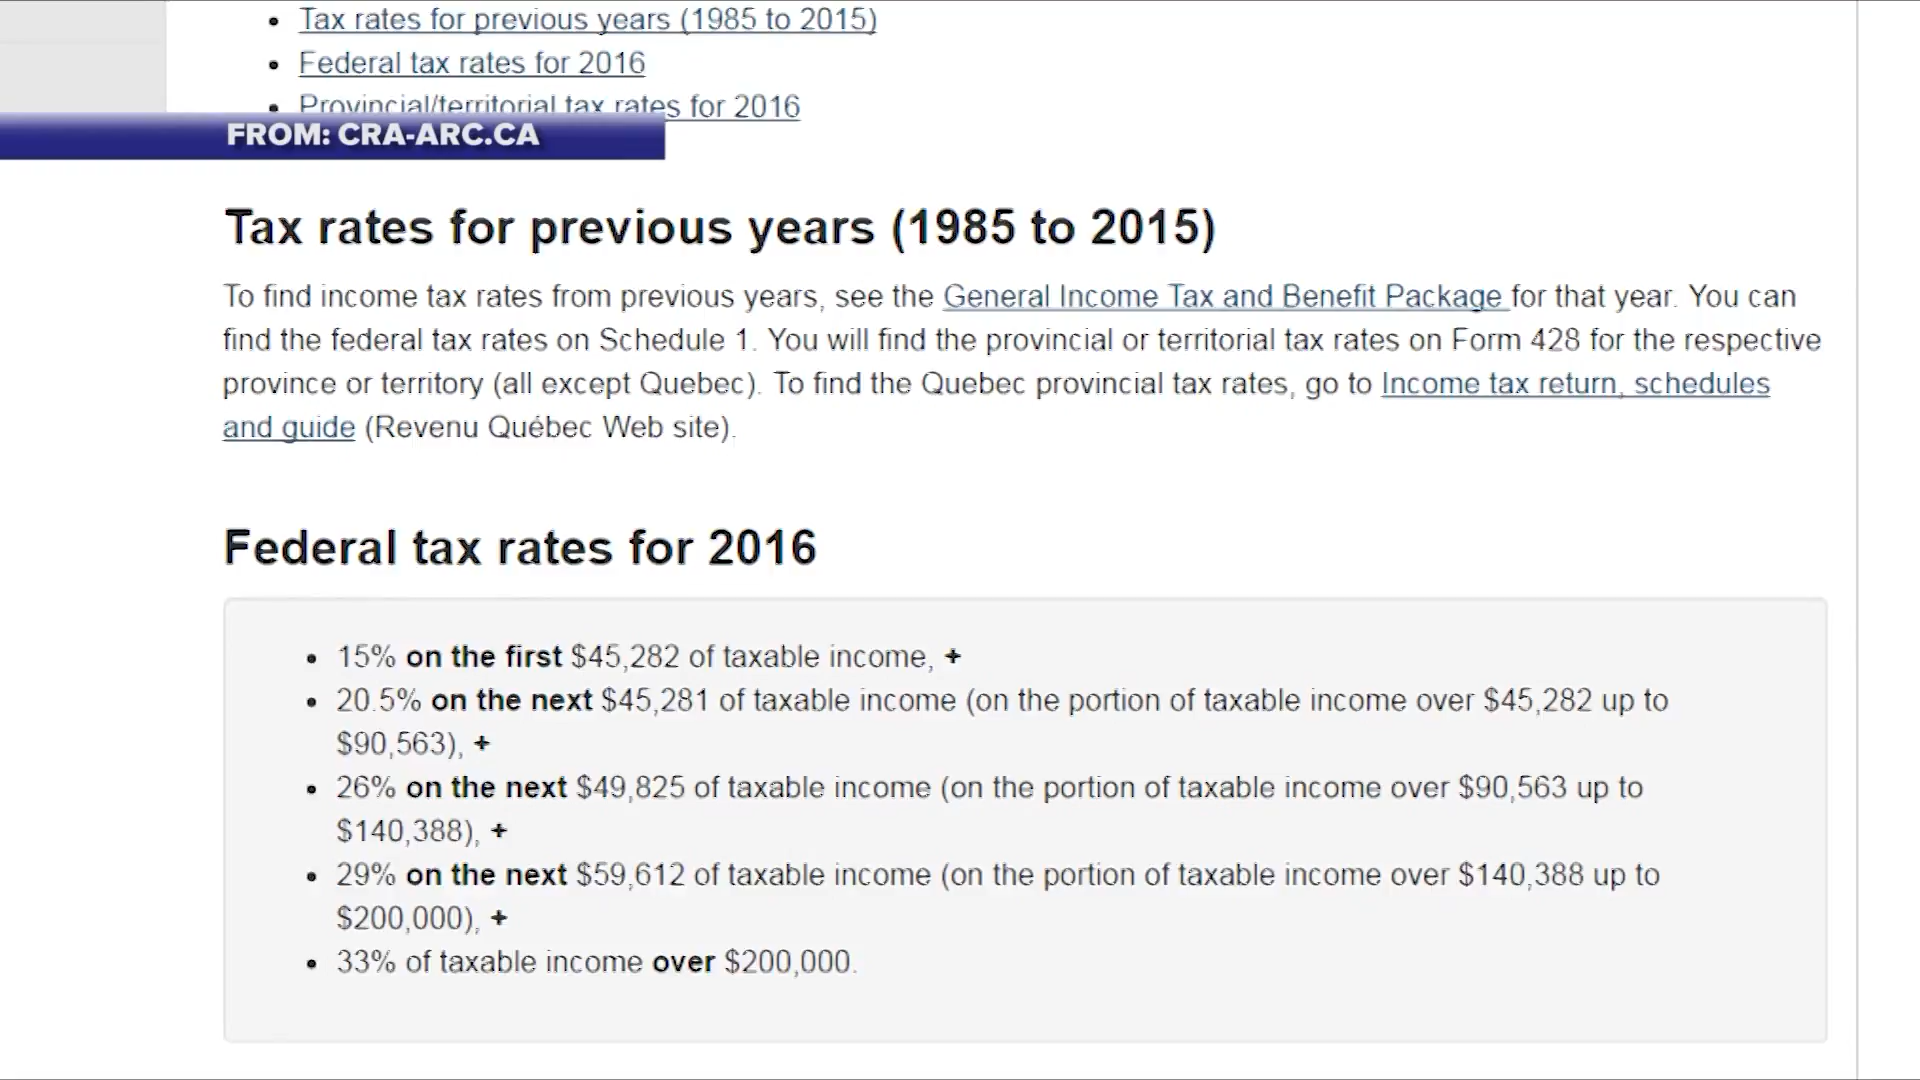 Tax rates for previous years (1985 to 2015)
Federal tax rates for 2016
Provincial/territorial tax rates for 2016
FROM: CRA-ARC.CA
Tax rates for previous years (1985 to 2015)
To find income tax rates from previous years, see the General Income Tax and Benefit Package for that year. You can
find the federal tax rates on Schedule 1. You will find the provincial or territorial tax rates on Form 428 for the respective
province or territory (all except Quebec). To find the Quebec provincial tax rates, go to Income tax return, schedules
and guide (Revenu Québec Web site).
Federal tax rates for 2016
15% on the first $45,282 of taxable income, +
20.5% on the next $45,281 of taxable income (on the portion of taxable income over $45,282 up to
$90,563), +
26% on the next $49,825 of taxable income (on the portion of taxable income over $90,563 up to
$140,388), +
29% on the next $59,612 of taxable income (on the portion of taxable income over $140,388 up to
$200,000), +
33% of taxable income over $200,000.